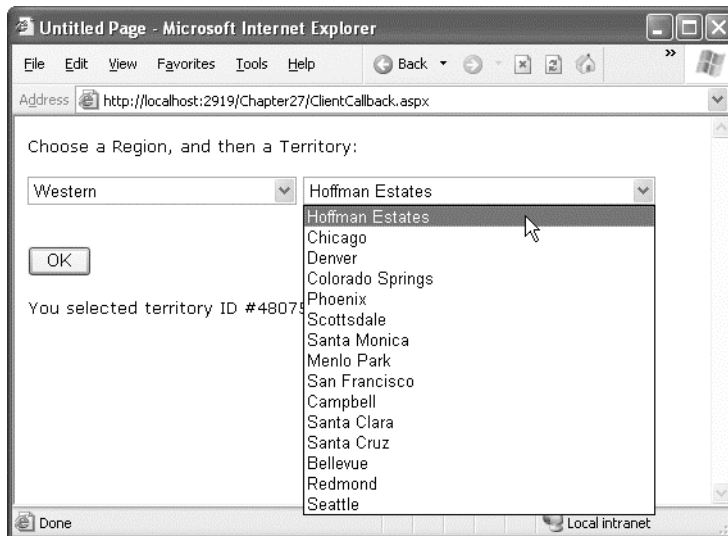 Untitled Page - Microsoft Internet Explorer
File Edit View Favorites Tools Help Back »
Address http://localhost:2919/Chapter27/ClientCallback.aspx
Choose a Region, and then a Territory:
Western Hoffman Estates
Hoffman Estates
Chicago
Denver
Colorado Springs
Phoenix
Scottsdale
Santa Monica
Menlo Park
San Francisco
Campbell
Santa Clara
Santa Cruz
Bellevue
Redmond
Seattle
OK
You selected territory ID #48075
Done Local intranet